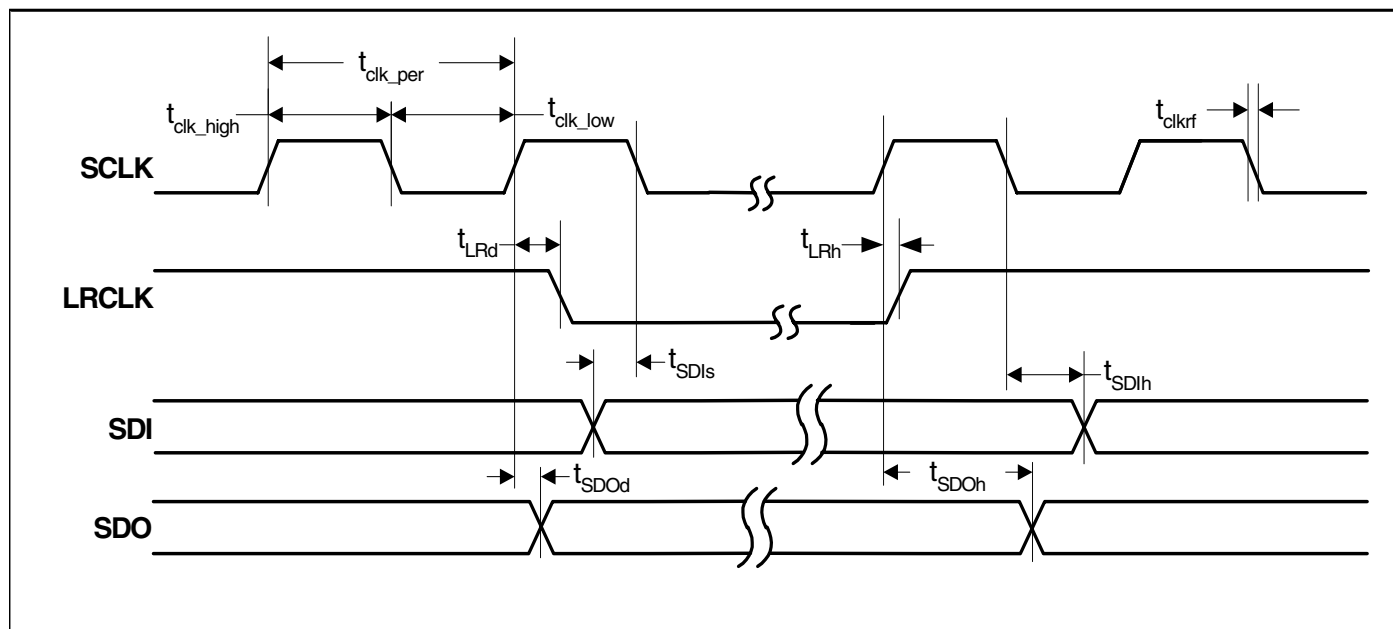 t_clk_per
t_clk_high
t_clk_low
t_clkrf
SCLK
t_LRd
t_LRh
LRCLK
t_SDIs
t_SDIh
SDI
t_SDOd
t_SDOh
SDO